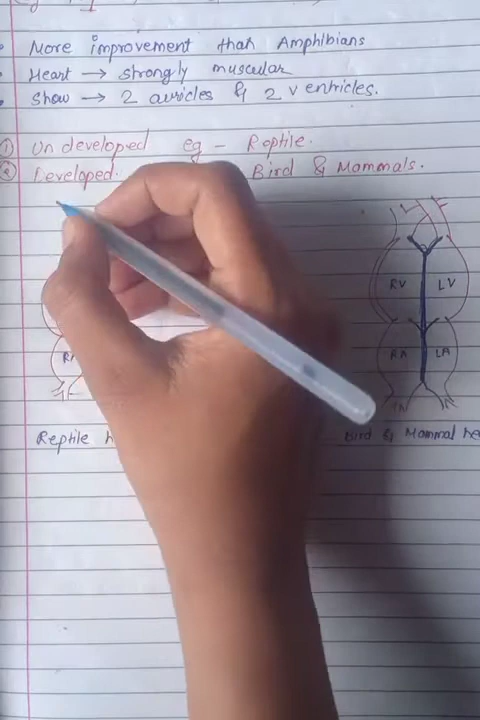 More improvement than Amphibians
Heart → strongly muscular
Show → 2 auricles & 2 ventricles.
① Undeveloped eg - Reptile.
② Developed. Bird & Mammals.
RV LV
RA LA
Reptile
Bird & Mammal